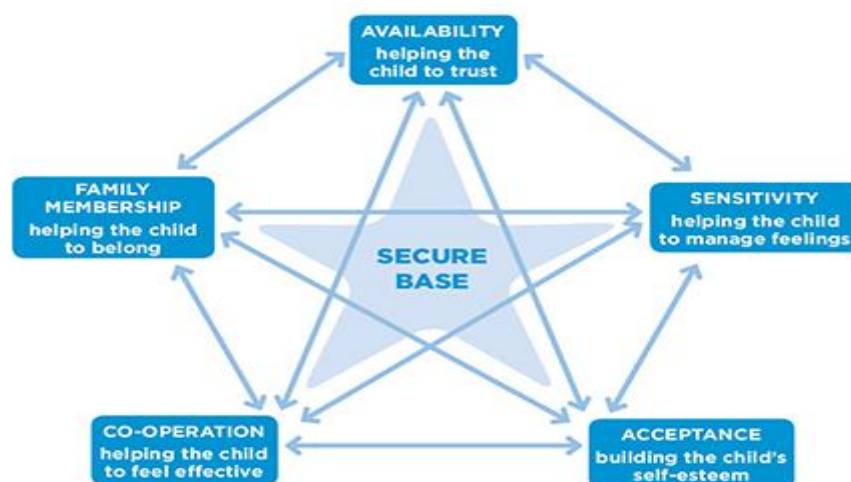 AVAILABILITY
helping the
child to trust
FAMILY
MEMBERSHIP
helping the child
to belong
SENSITIVITY
helping the child
to manage feelings
SECURE
BASE
CO-OPERATION
helping the child
to feel effective
ACCEPTANCE
building the child's
self-esteem